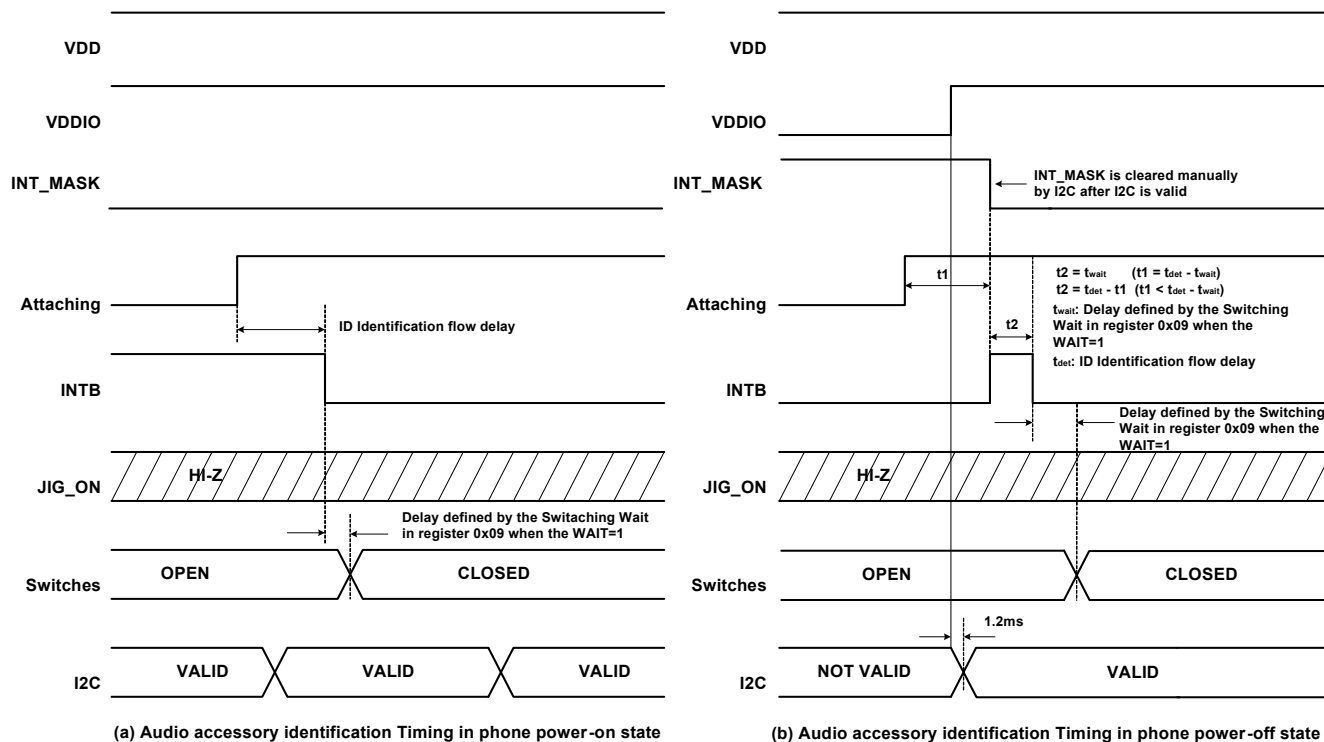 VDD
VDDIO
INT_MASK
Attaching
ID Identification flow delay
INTB
HI-Z
JIG_ON
Delay defined by the Switaching Wait
in register 0x09 when the WAIT=1
OPEN
CLOSED
Switches
VALID
VALID
VALID
I2C
(a) Audio accessory identification Timing in phone power-on state
VDD
VDDIO
INT_MASK
INT_MASK is cleared manually
by I2C after I2C is valid
Attaching
t1
t2 = twait (t1 = tdet - twait)
t2 = tdet - t1 (t1 < tdet - twait)
twait: Delay defined by the Switching
Wait in register 0x09 when the
WAIT=1
tdet: ID Identification flow delay
t2
INTB
Delay defined by the Switching
Wait in register 0x09 when the
WAIT=1
HI-Z
JIG_ON
OPEN
CLOSED
Switches
1.2ms
NOT VALID
VALID
I2C
(b) Audio accessory identification Timing in phone power-off state